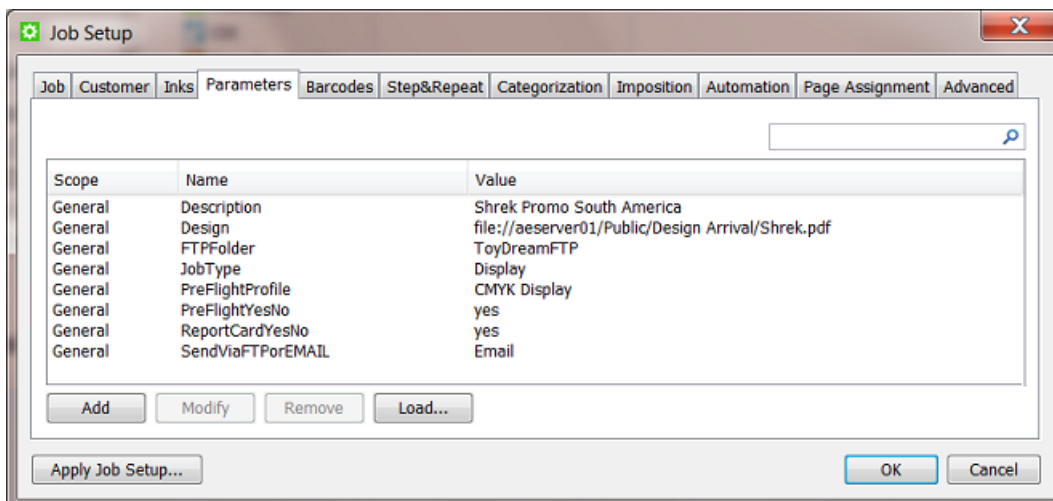 Job Setup
Job Customer Inks Parameters Barcodes Step&Repeat Categorization Imposition Automation Page Assignment Advanced
Scope Name Value
General Description Shrek Promo South America
General Design file://aeserver01/Public/Design Arrival/Shrek.pdf
General FTPFolder ToyDreamFTP
General JobType Display
General PreFlightProfile CMYK Display
General PreFlightYesNo yes
General ReportCardYesNo yes
General SendViaFTPorEMAIL Email
Add Modify Remove Load...
Apply Job Setup... OK Cancel